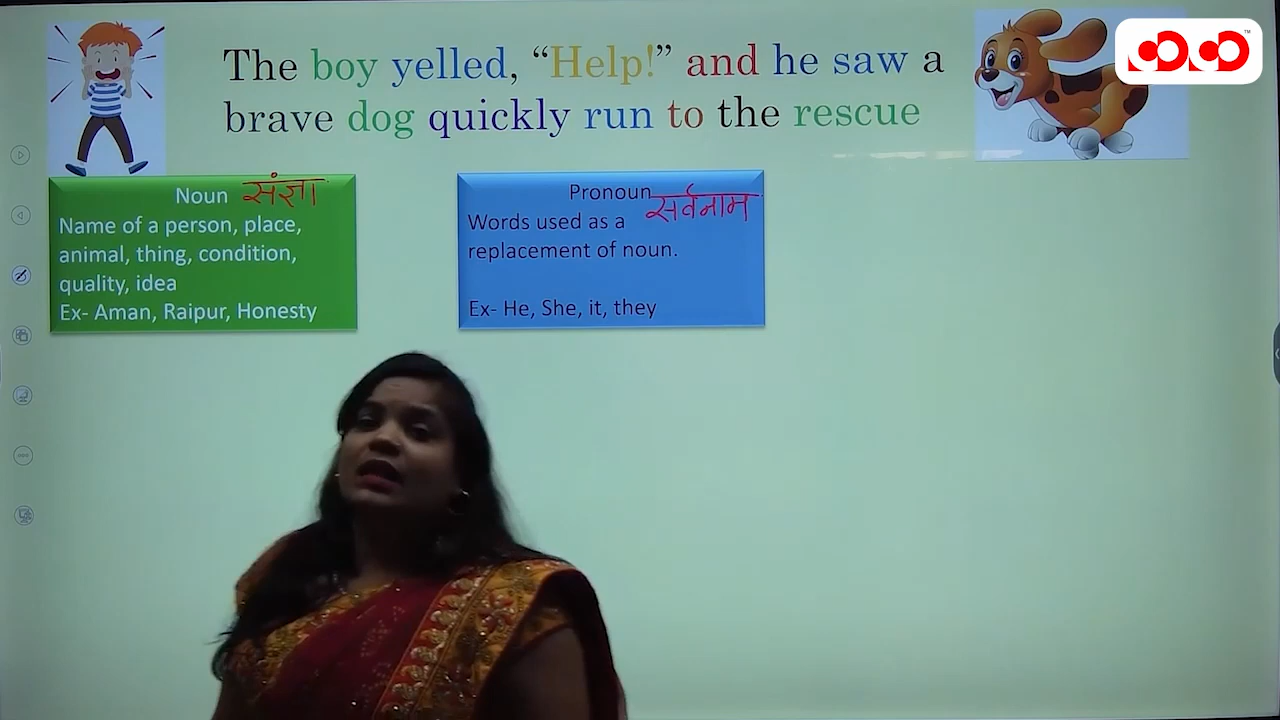 The boy yelled, “Help!” and he saw a
brave dog quickly run to the rescue
Noun संज्ञा
Name of a person, place,
animal, thing, condition,
quality, idea
Ex- Aman, Raipur, Honesty
Pronoun सर्वनाम
Words used as a
replacement of noun.
Ex- He, She, it, they